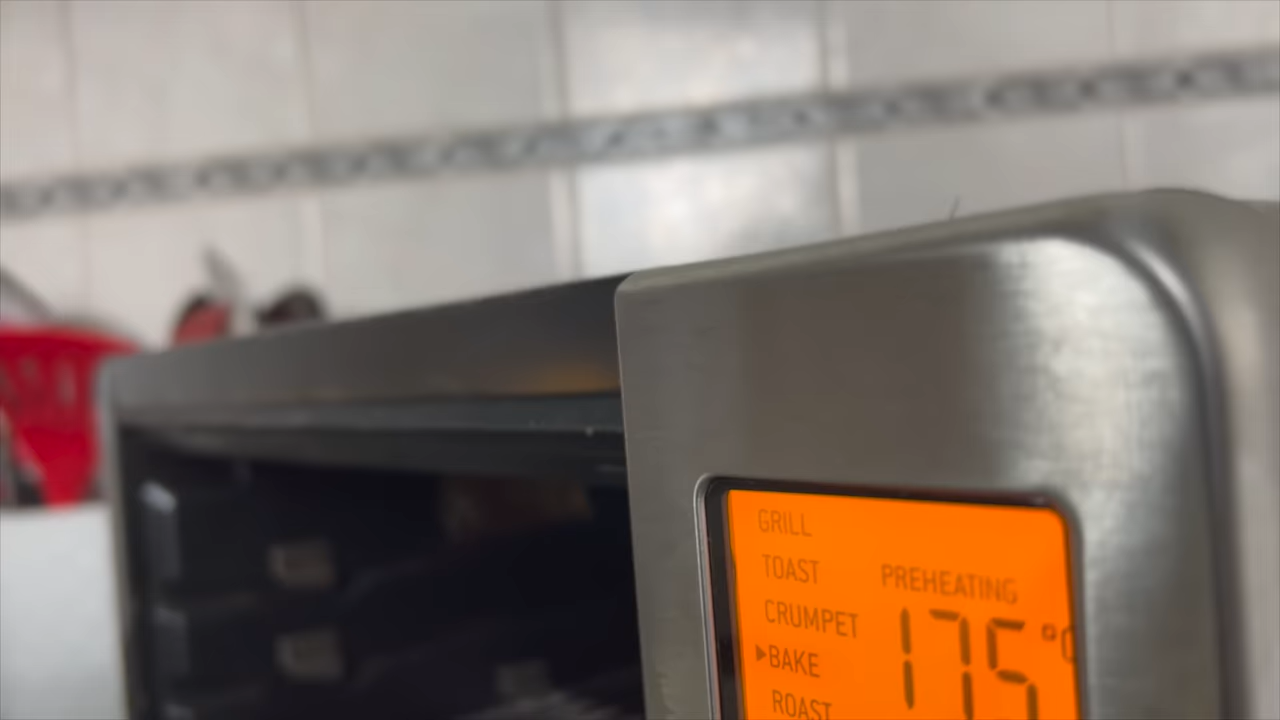 GRILL
TOAST
CRUMPET
▶BAKE
ROAST
PREHEATING
175°C